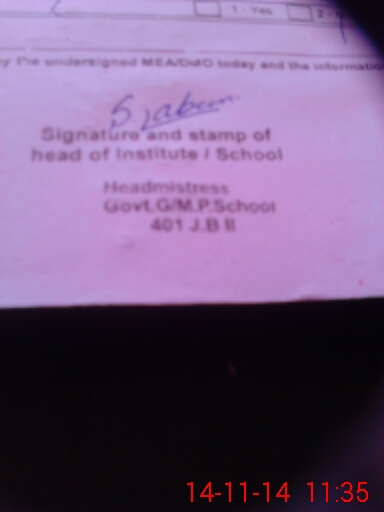 1 - Yes 2 -
by the undersigned MEA/DMO today and the information
Signature and stamp of
head of Institute / School
Headmistress
Govt.G/M.P.School
401 J.B II
14-11-14 11:35